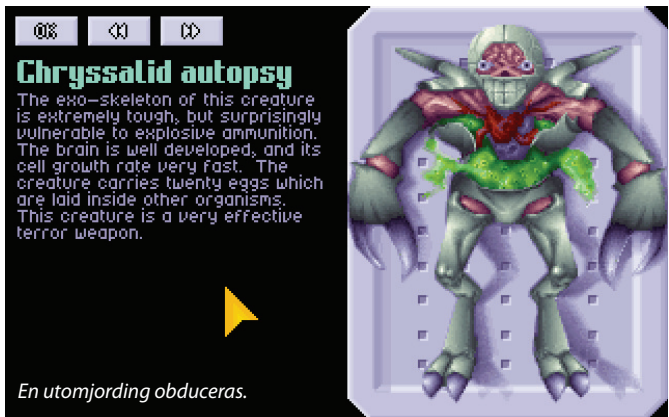 OK
Chryssalid autopsy
The exo-skeleton of this creature
is extremely tough, but surprisingly
vulnerable to explosive ammunition.
The brain is well developed, and its
cell growth rate very fast. The
creature carries twenty eggs which
are laid inside other organisms.
This creature is a very effective
terror weapon.
En utomjording obduceras.